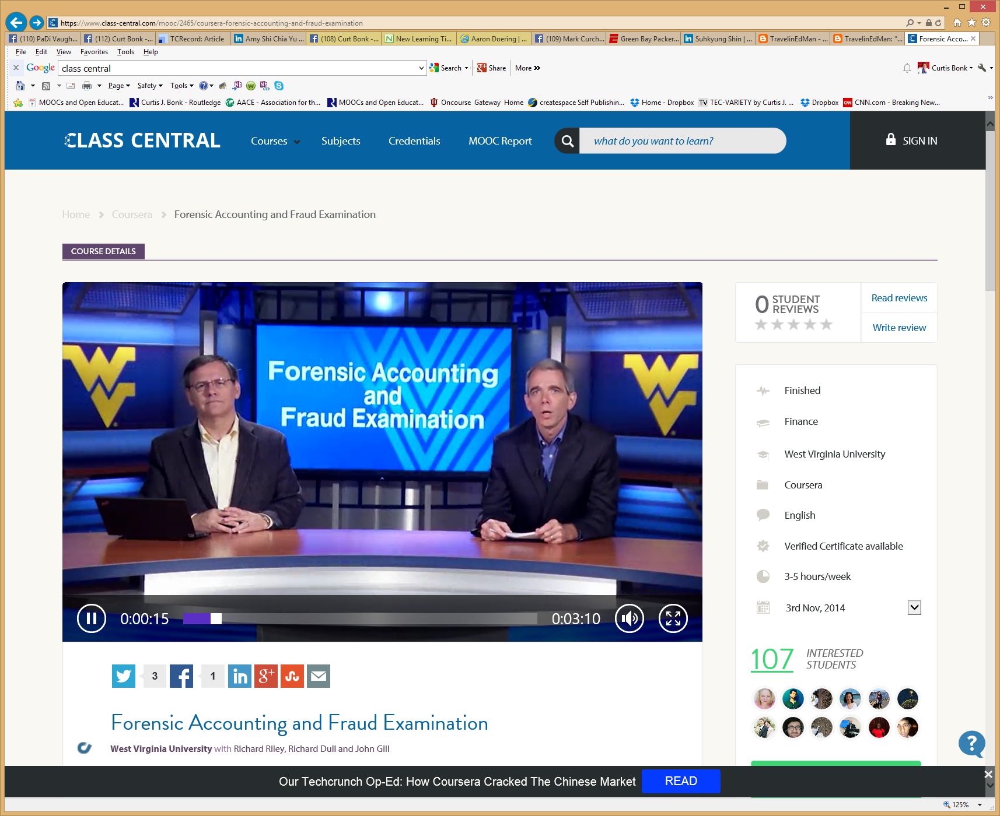 https://www.class-central.com/mooc/2465/coursera-forensic-accounting-and-fraud-examination
(110) PaDi Vaugh... (112) Curt Bonk -... TCRecord: Article Amy Shi Chia Yu ... (108) Curt Bonk -... New Learning Ti... Aaron Doering | ... (109) Mark Curch... Green Bay Packer... Suhkyung Shin | ... TravelinEdMan - ... TravelinEdMan: "... Forensic Acco...
File Edit View Favorites Tools Help
x Google class central Search Share More » Curtis Bonk
Page Safety Tools
MOOCs and Open Educat... Curtis J. Bonk - Routledge AACE - Association for th... MOOCs and Open Educat... Oncourse Gateway Home createspace Self Publishin... Home - Dropbox TEC-VARIETY by Curtis J. ... Dropbox CNN.com - Breaking New...
CLASS CENTRAL Courses Subjects Credentials MOOC Report what do you want to learn? SIGN IN
Home Coursera Forensic Accounting and Fraud Examination
COURSE DETAILS
Forensic Accounting
and
Fraud Examination
0:00:15 0:03:10
0 STUDENT REVIEWS
Read reviews
Write review
Finished
Finance
West Virginia University
Coursera
English
Verified Certificate available
3-5 hours/week
3rd Nov, 2014
107 INTERESTED STUDENTS
3 1
Forensic Accounting and Fraud Examination
West Virginia University with Richard Riley, Richard Dull and John Gill
Our Techcrunch Op-Ed: How Coursera Cracked The Chinese Market READ
125%